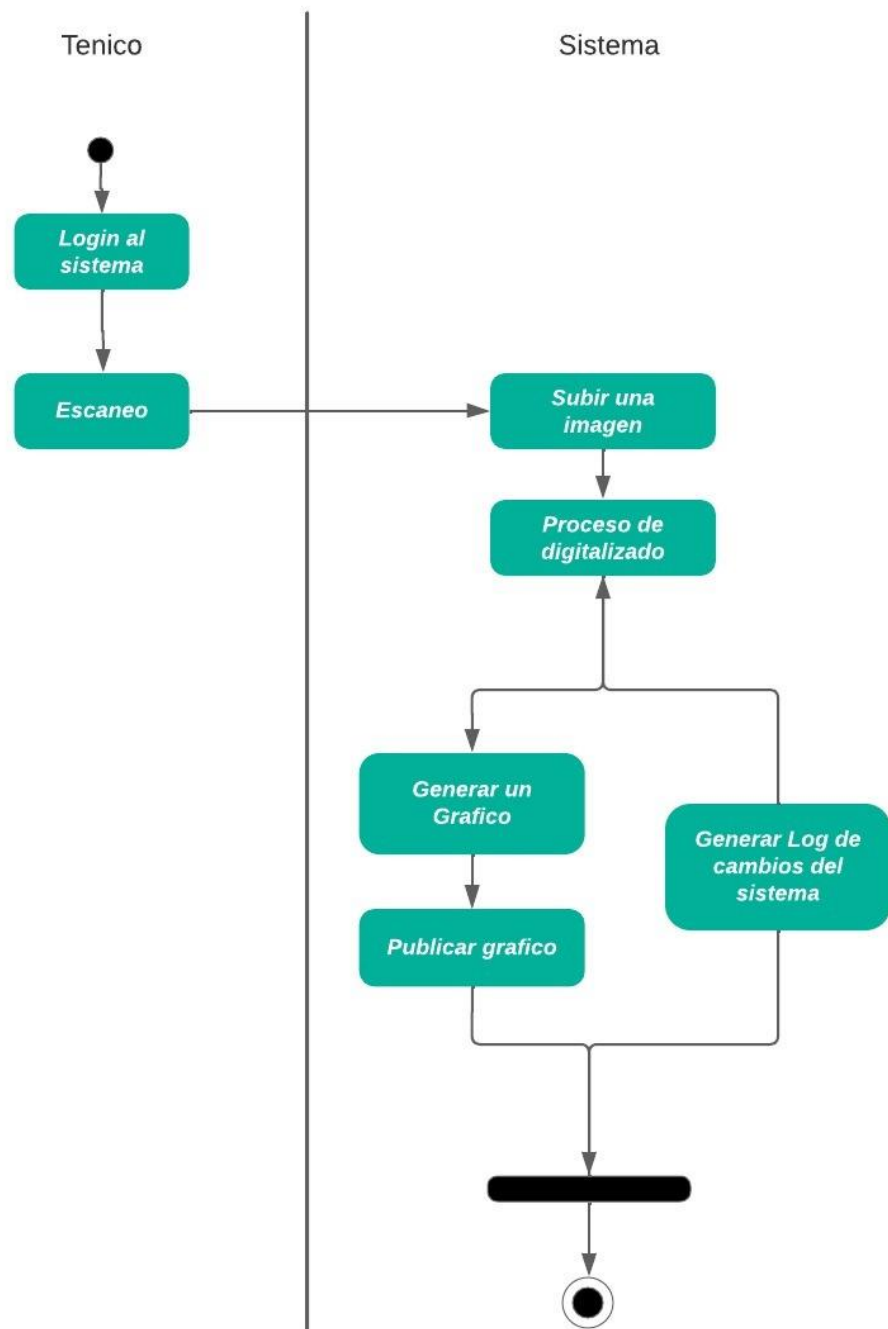 Tenico
Sistema
Login al
sistema
Escaneo
Subir una
imagen
Proceso de
digitalizado
Generar un
Grafico
Generar Log de
cambios del
sistema
Publicar grafico